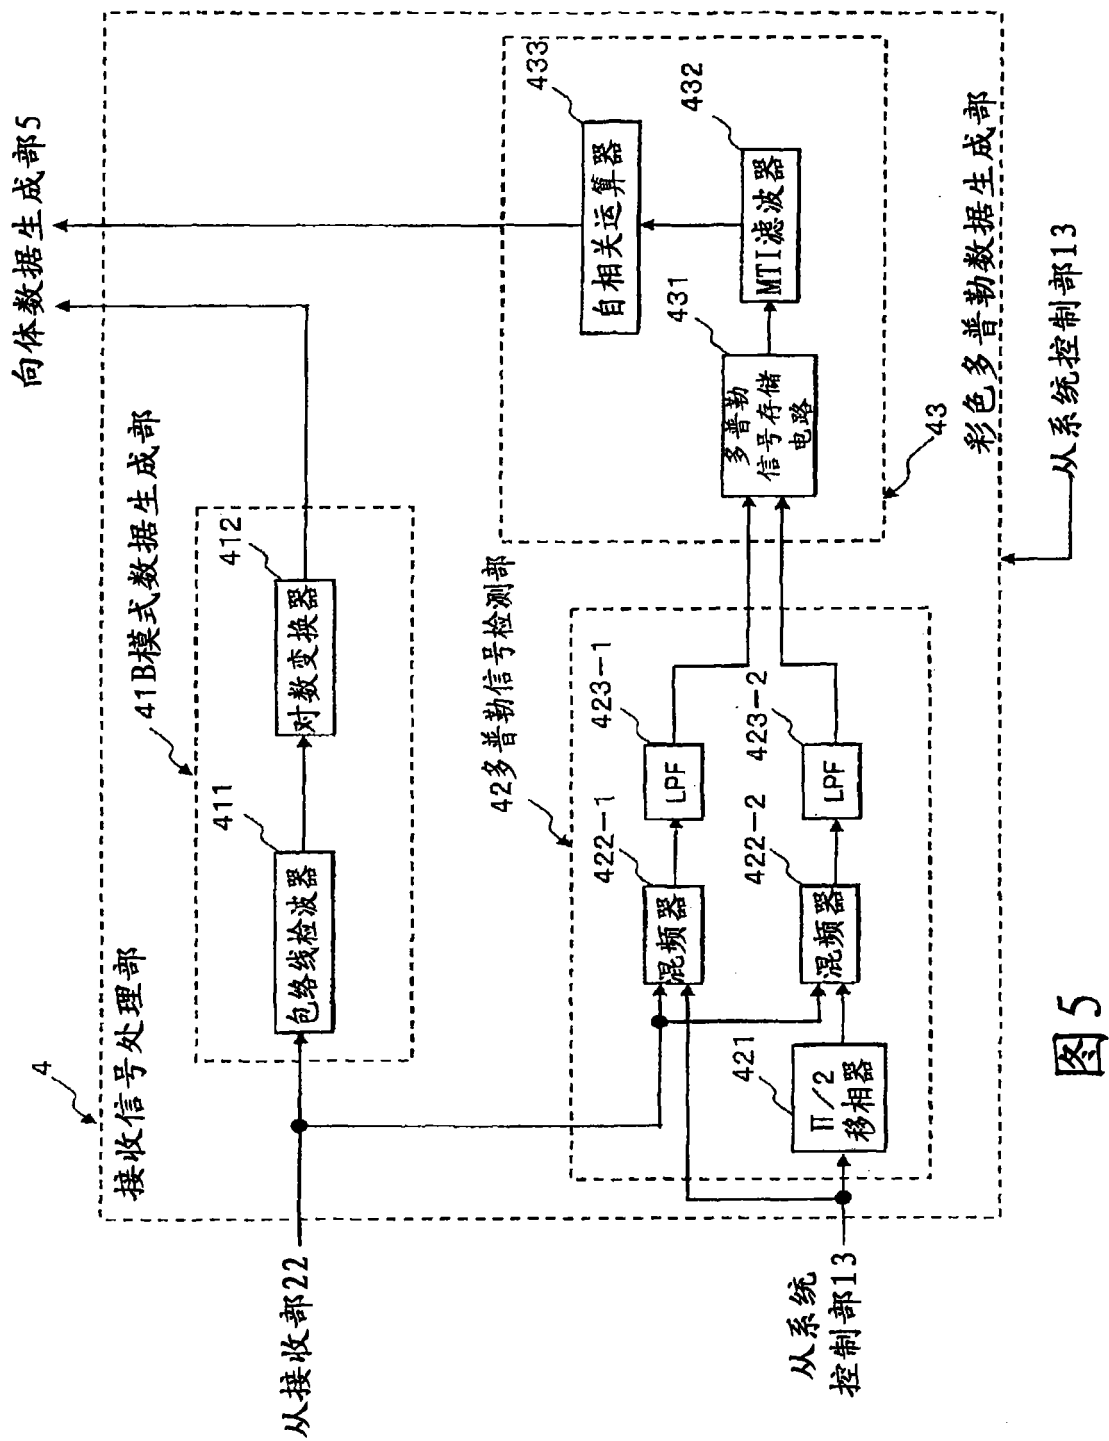 4
接收信号处理部
41B模式数据生成部
向体数据生成部5
411
包络线检波器
412
对数变换器
从接收部22
42多普勒信号检测部
422-1
混频器
423-1
LPF
422-2
混频器
423-2
LPF
421
Π/2
移相器
从系统
控制部13
433
自相关运算器
432
MTI滤波器
431
多普勒
信号存储
电路
43
彩色多普勒数据生成部
从系统控制部13
图5